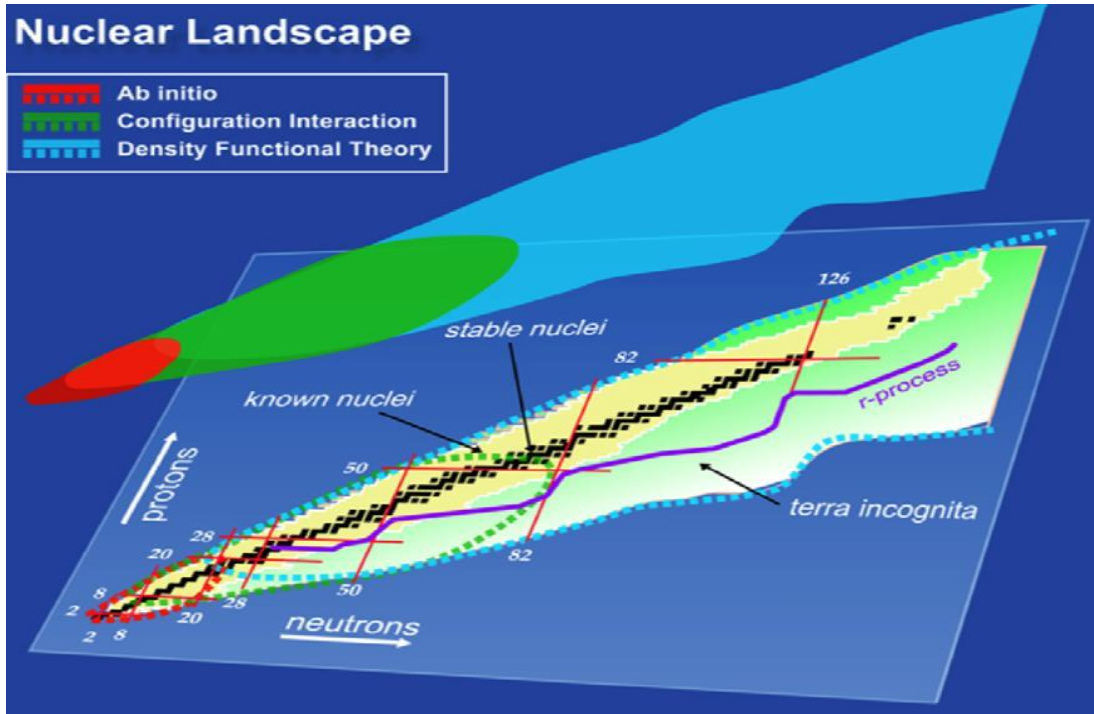 Nuclear Landscape
Ab initio
Configuration Interaction
Density Functional Theory
126
stable nuclei
82
known nuclei
r-process
50
protons
terra incognita
28
82
20
50
8
28
20
2
neutrons
2
8